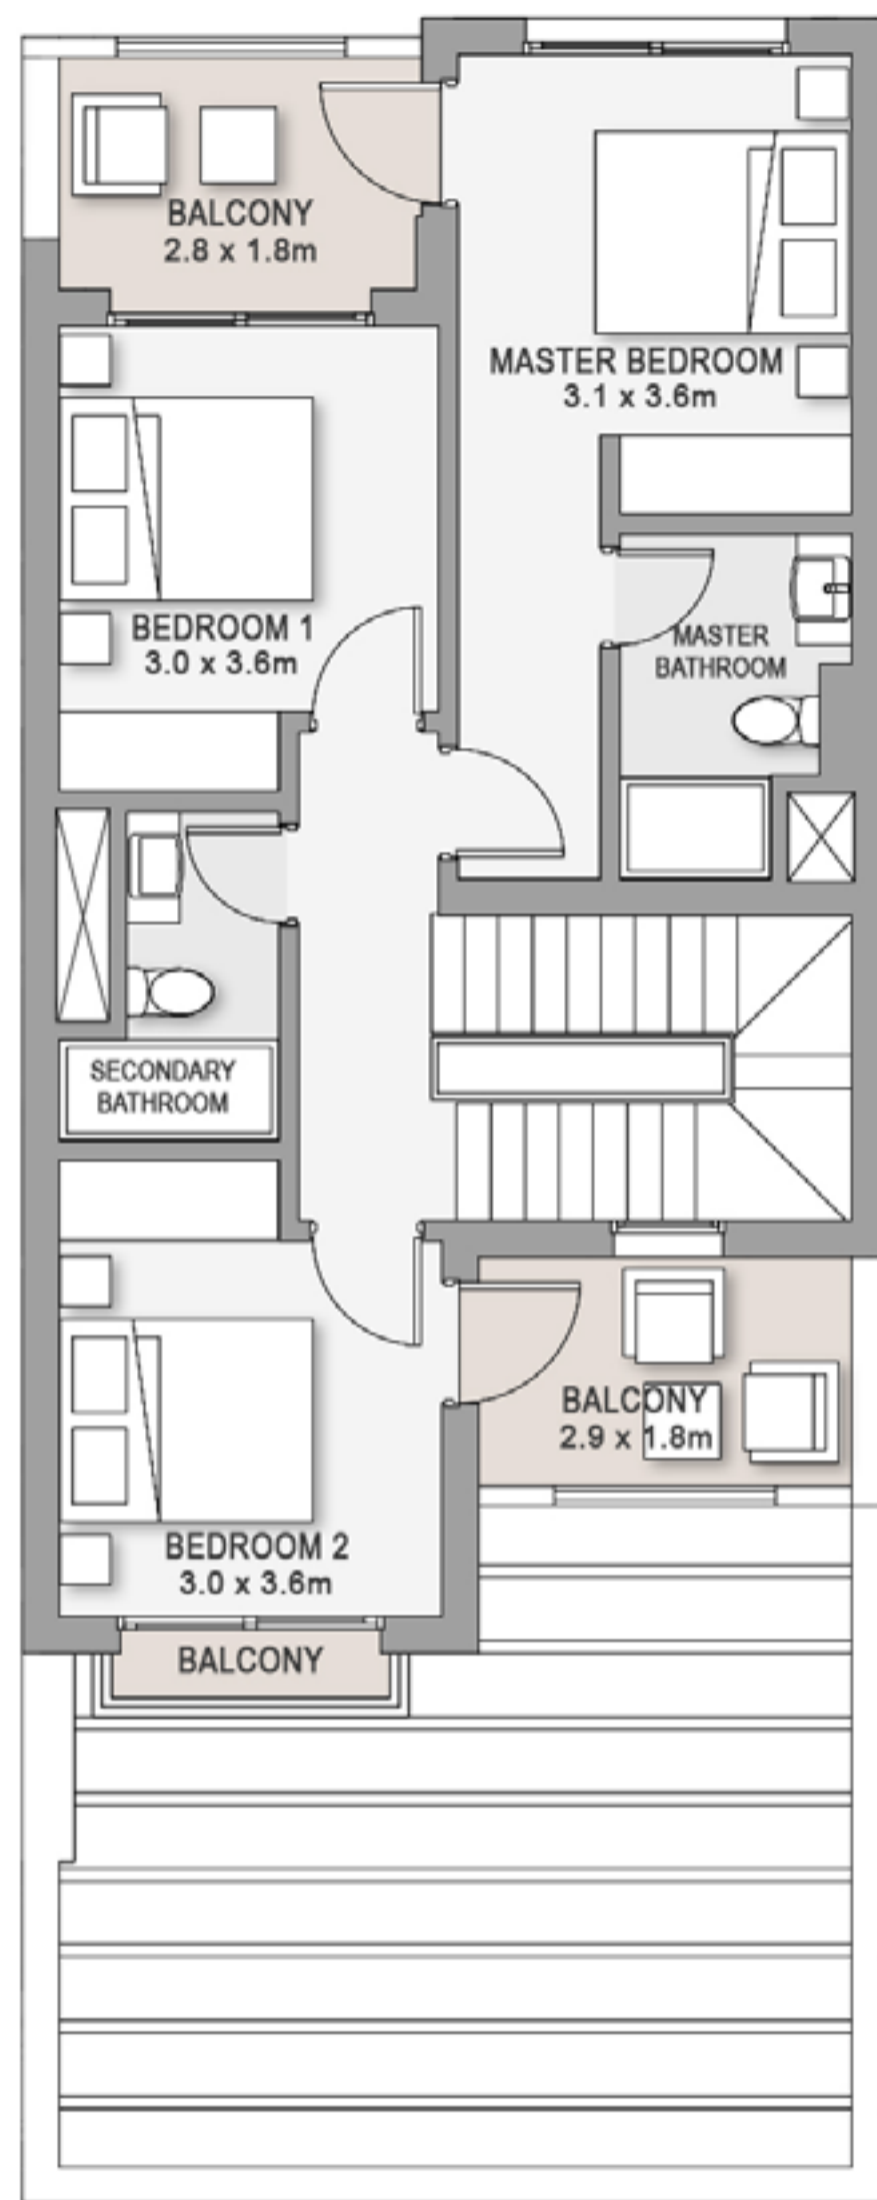 BALCONY
2.8 x 1.8m
MASTER BEDROOM
3.1 x 3.6m
BEDROOM 1
3.0 x 3.6m
MASTER
BATHROOM
SECONDARY
BATHROOM
BALCONY
2.9 x 1.8m
BEDROOM 2
3.0 x 3.6m
BALCONY